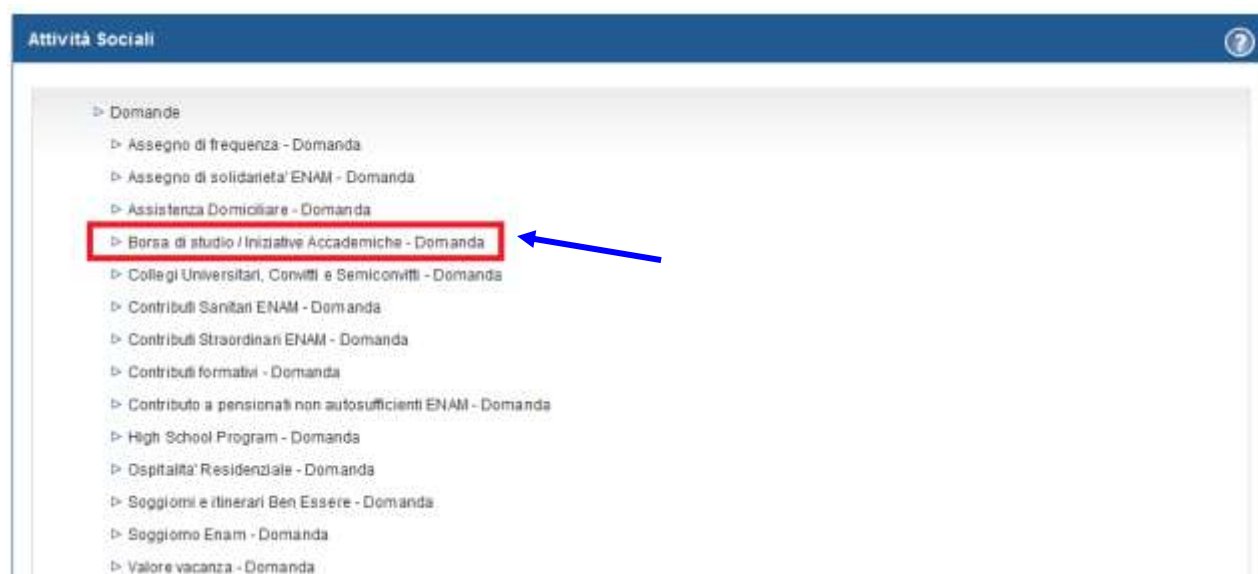 Attività Sociali
?
Domande
Assegno di frequenza - Domanda
Assegno di solidarieta' ENAM - Domanda
Assistenza Domiciliare - Domanda
Borsa di studio / Iniziative Accademiche - Domanda
Collegi Universitari, Convitti e Semiconvitti - Domanda
Contributi Sanitari ENAM - Domanda
Contributi Straordinari ENAM - Domanda
Contributi formativi - Domanda
Contributo a pensionati non autosufficienti ENAM - Domanda
High School Program - Domanda
Ospitalita' Residenziale - Domanda
Soggiorni e itinerari Ben Essere - Domanda
Soggiorno Enam - Domanda
Valore vacanza - Domanda